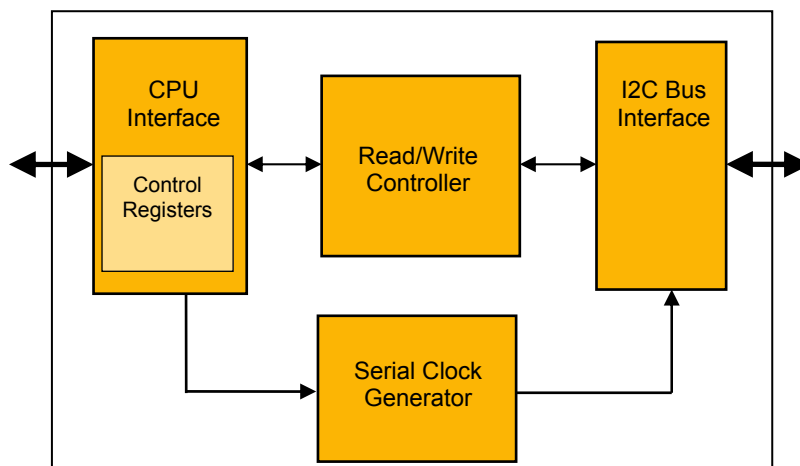 CPU
Interface
Control
Registers
Read/Write
Controller
I2C Bus
Interface
Serial Clock
Generator